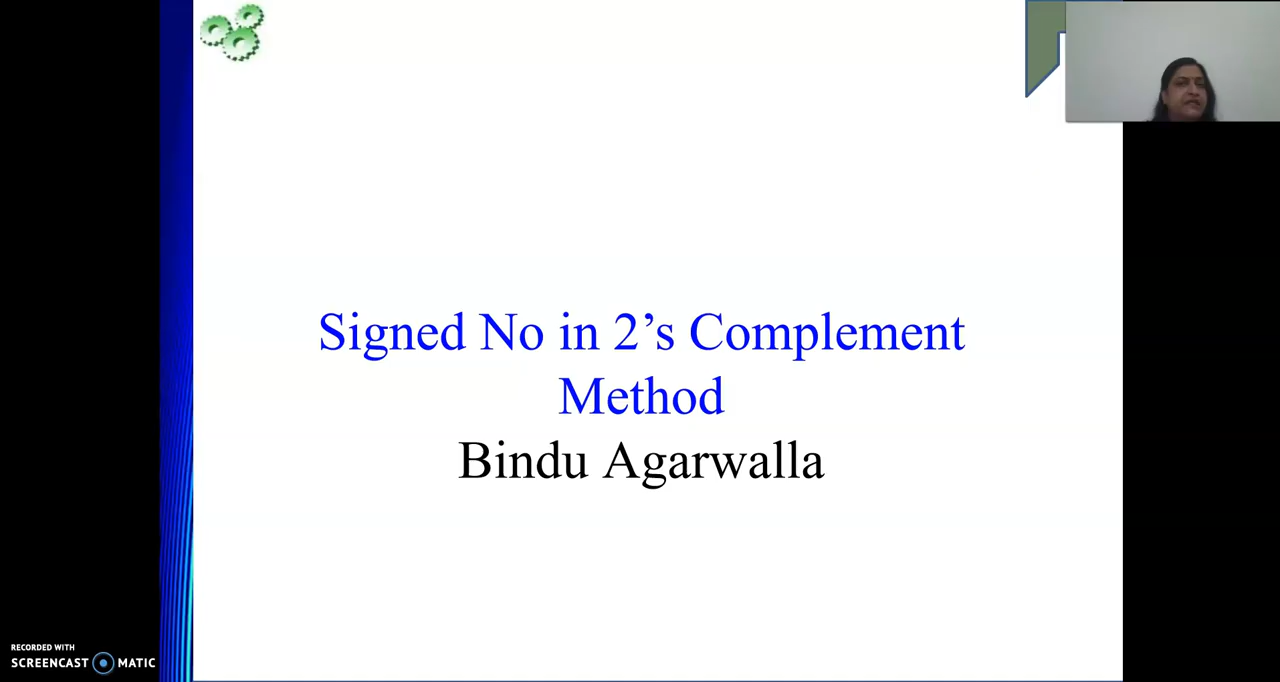 Signed No in 2’s Complement
Method
Bindu Agarwalla
RECORDED WITH
SCREENCAST MATIC